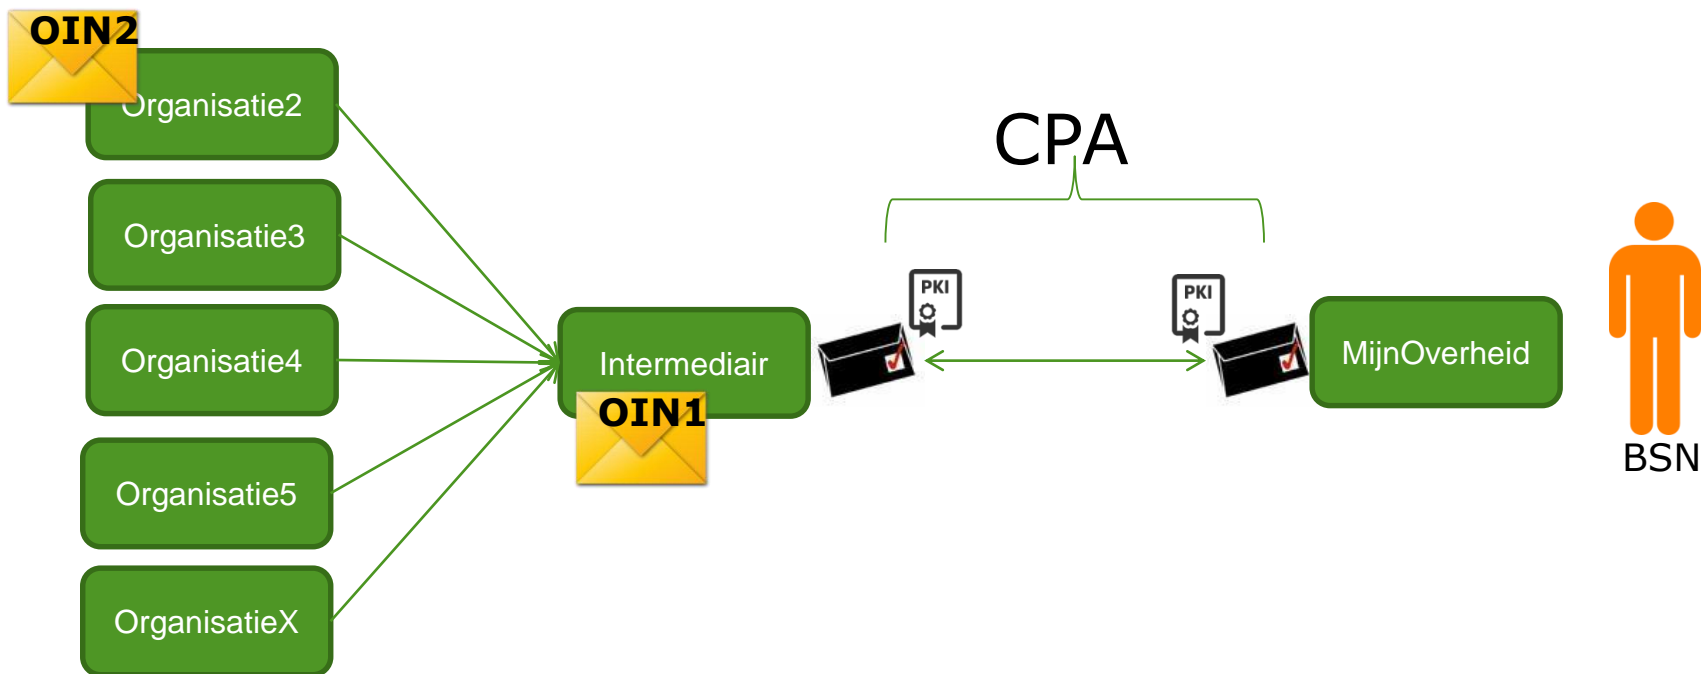 OIN2
Organisatie2
Organisatie3
Organisatie4
Organisatie5
OrganisatieX
Intermediair
OIN1
CPA
PKI
PKI
MijnOverheid
BSN